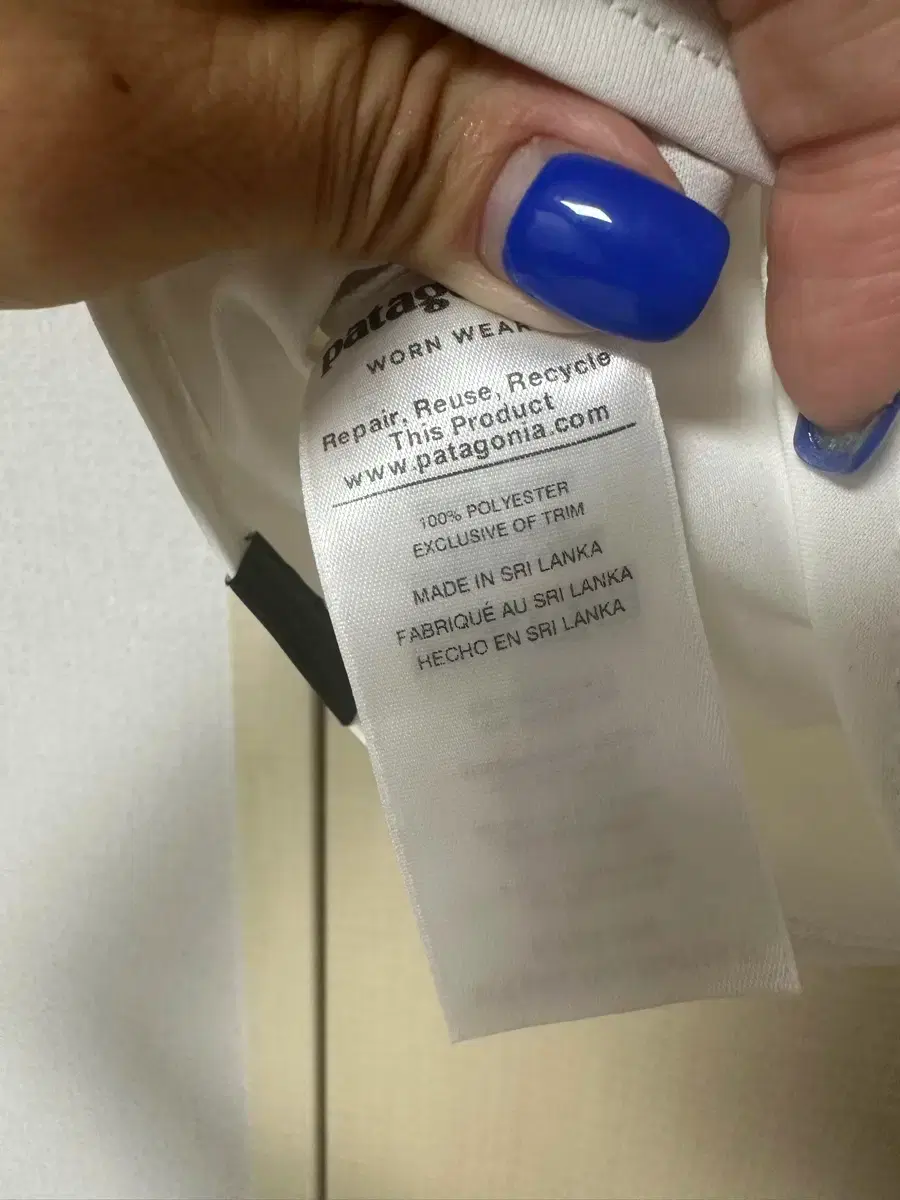 WORN WEAR
Repair, Reuse, Recycle
This Product
www.patagonia.com
100% POLYESTER
EXCLUSIVE OF TRIM
MADE IN SRI LANKA
FABRIQUÉ AU SRI LANKA
HECHO EN SRI LANKA